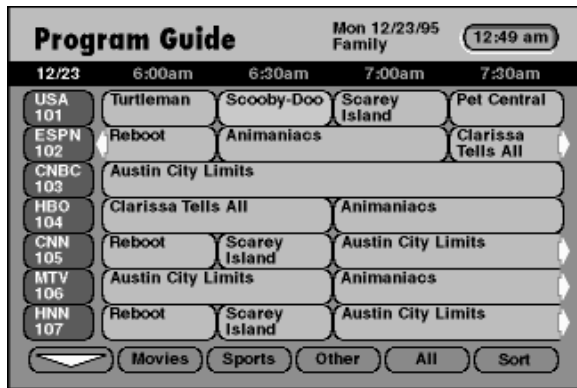 Program Guide
Mon 12/23/95
Family
12:49 am
12/23 6:00am 6:30am 7:00am 7:30am
USA
101
Turtleman
Scooby-Doo
Scarey
Island
Pet Central
ESPN
102
Reboot
Animaniacs
Clarissa
Tells All
CNBC
103
Austin City Limits
HBO
104
Clarissa Tells All
Animaniacs
CNN
105
Reboot
Scarey
Island
Austin City Limits
MTV
106
Austin City Limits
Animaniacs
HNN
107
Reboot
Scarey
Island
Austin City Limits
Movies Sports Other All Sort